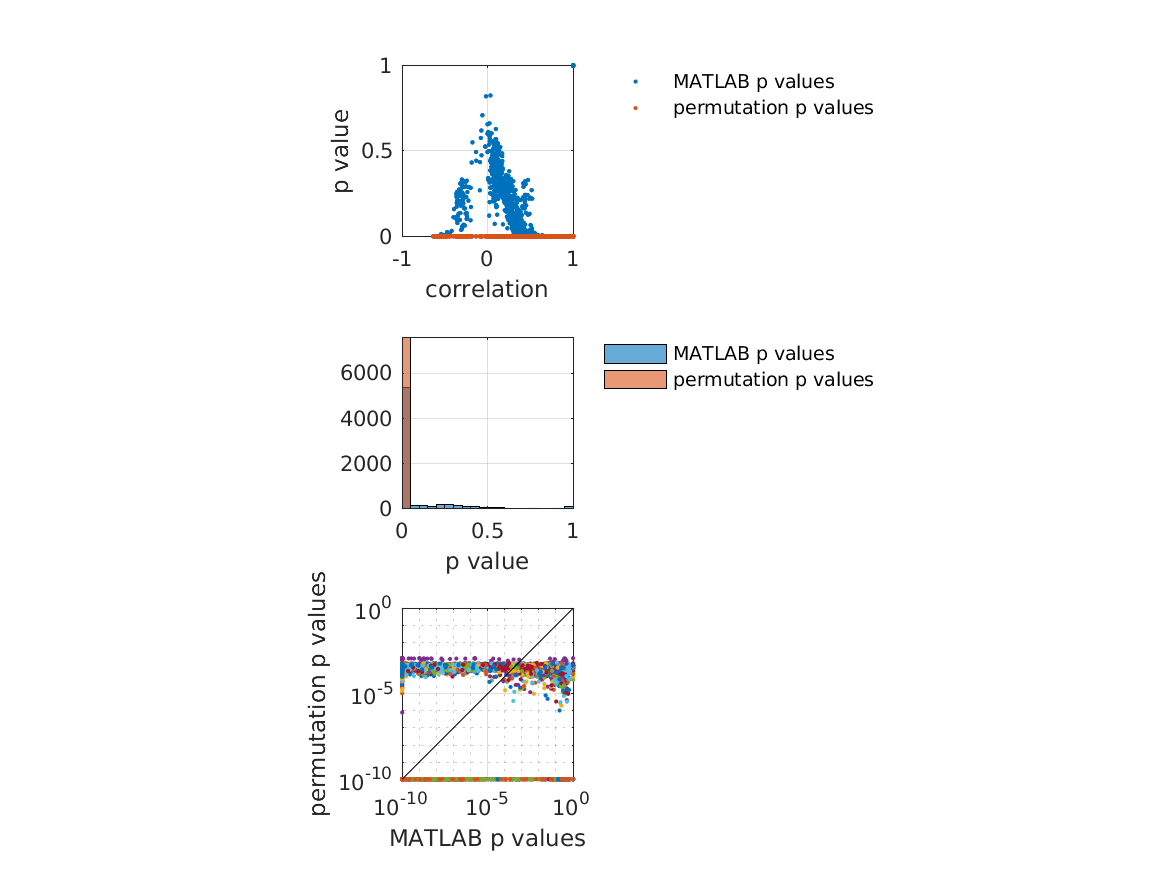 1
0.5
0
p value
-1 0 1
correlation
MATLAB p values
permutation p values
6000
4000
2000
0
0 0.5 1
p value
MATLAB p values
permutation p values
10^0
10^-5
10^-10
permutation p values
10^-10 10^-5 10^0
MATLAB p values